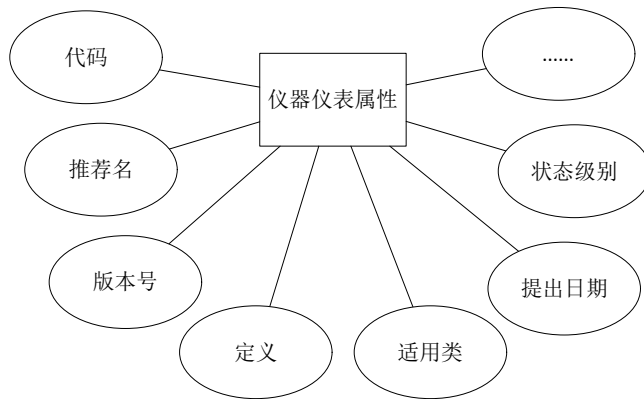 代码
......
仪器仪表属性
推荐名
状态级别
版本号
提出日期
定义
适用类